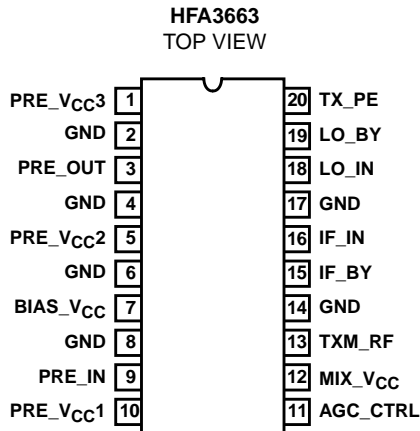 HFA3663
TOP VIEW
PRE_VCC3 1
GND 2
PRE_OUT 3
GND 4
PRE_VCC2 5
GND 6
BIAS_VCC 7
GND 8
PRE_IN 9
PRE_VCC1 10
20 TX_PE
19 LO_BY
18 LO_IN
17 GND
16 IF_IN
15 IF_BY
14 GND
13 TXM_RF
12 MIX_VCC
11 AGC_CTRL